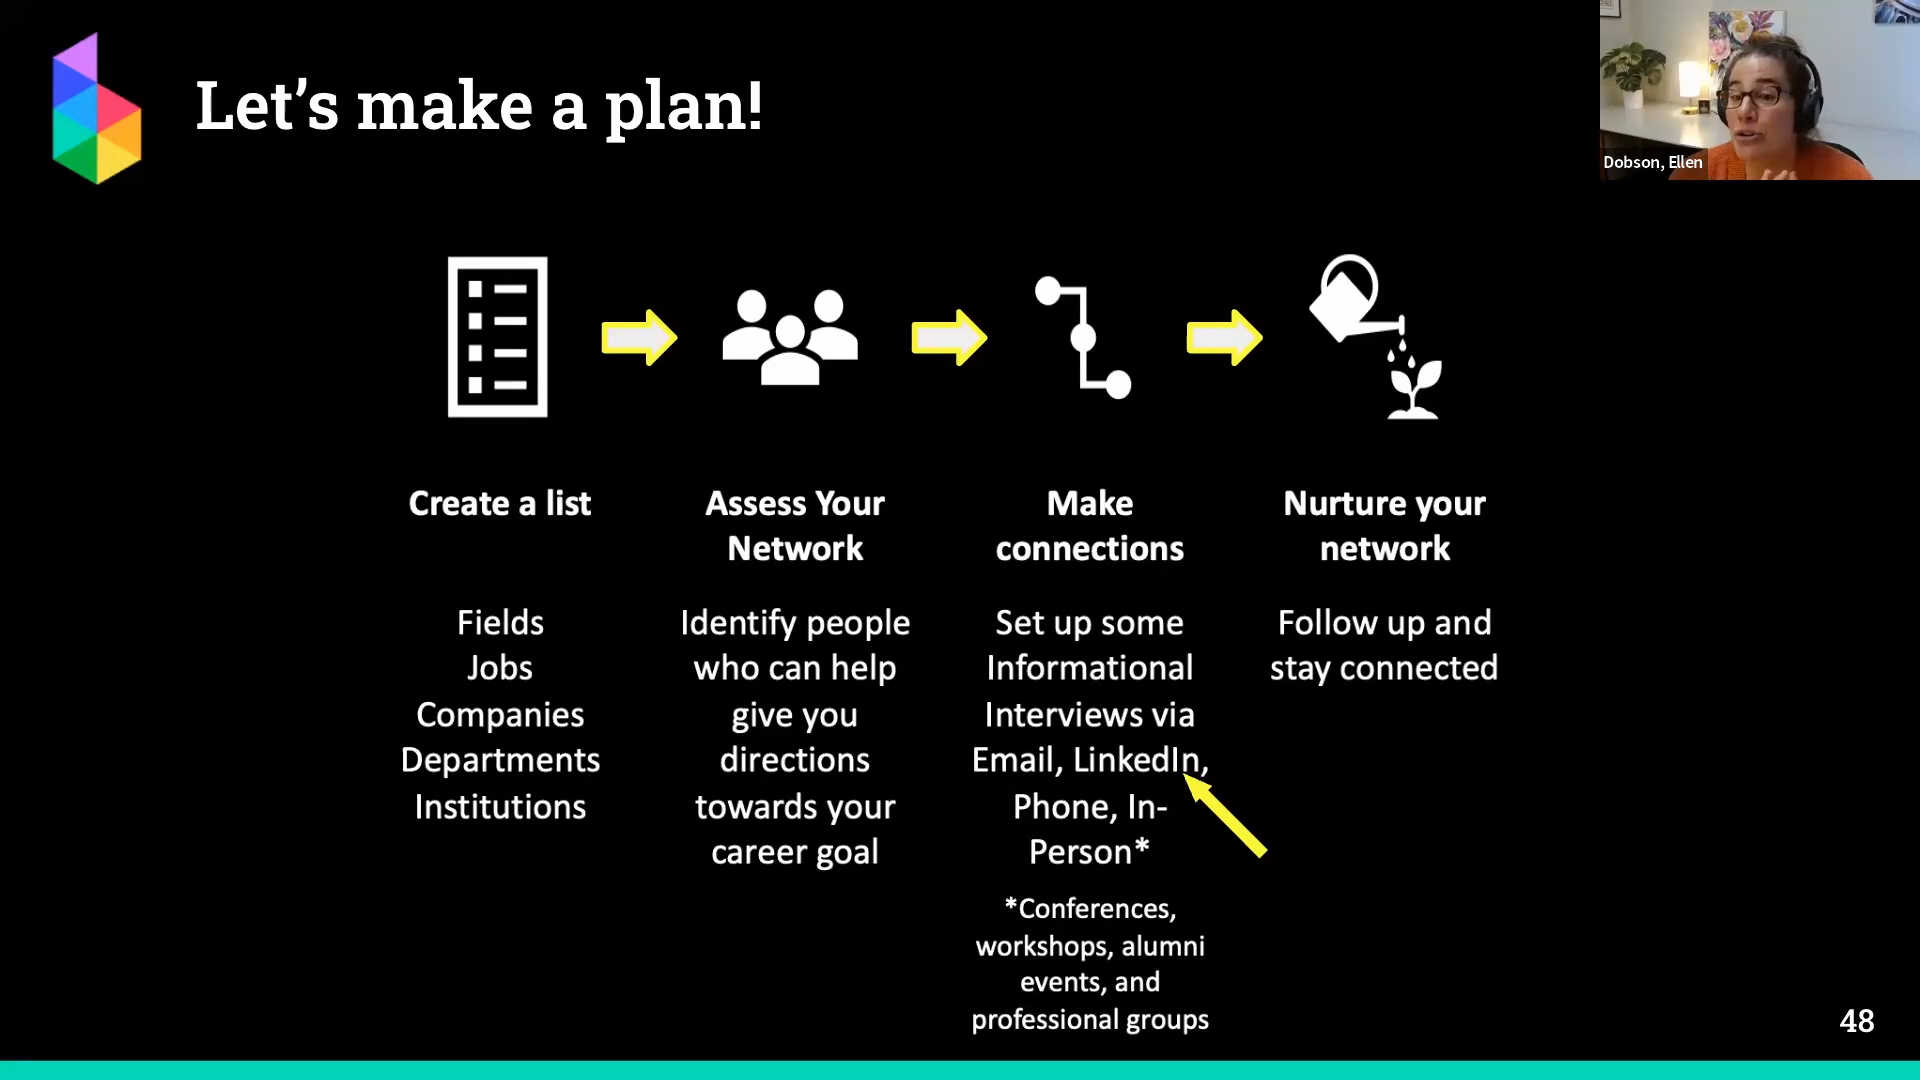 Let’s make a plan!
Dobson, Ellen
Create a list
Fields
Jobs
Companies
Departments
Institutions
Assess Your
Network
Identify people
who can help
give you
directions
towards your
career goal
Make
connections
Set up some
Informational
Interviews via
Email, LinkedIn,
Phone, In-
Person*
*Conferences,
workshops, alumni
events, and
professional groups
Nurture your
network
Follow up and
stay connected
48